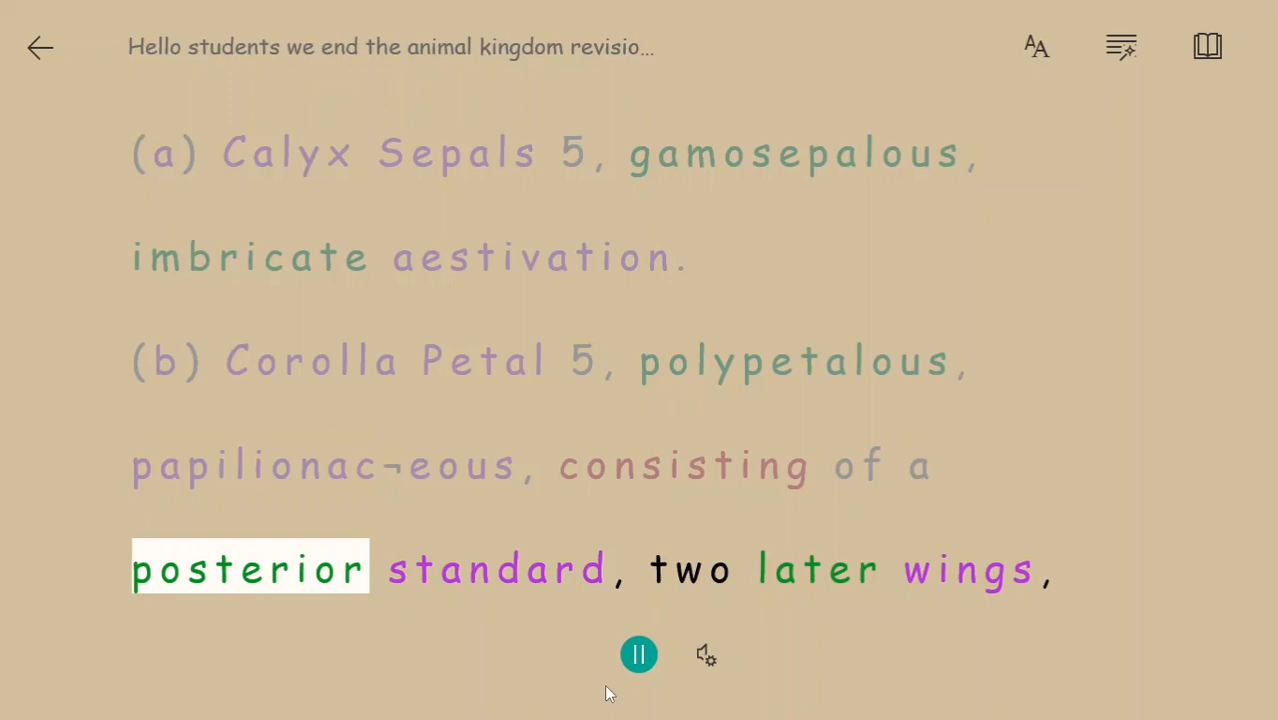 Hello students we end the animal kingdom revisio...
(a) Calyx Sepals 5, gamosepalous,
imbricate aestivation.
(b) Corolla Petal 5, polypetalous,
papilionac¬eous, consisting of a
posterior standard, two later wings,